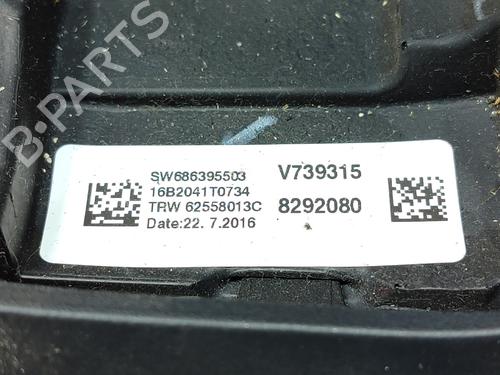 B-PARTS
SW686395503
16B2041T0734
TRW 62558013C
Date:22. 7.2016
V739315
8292080